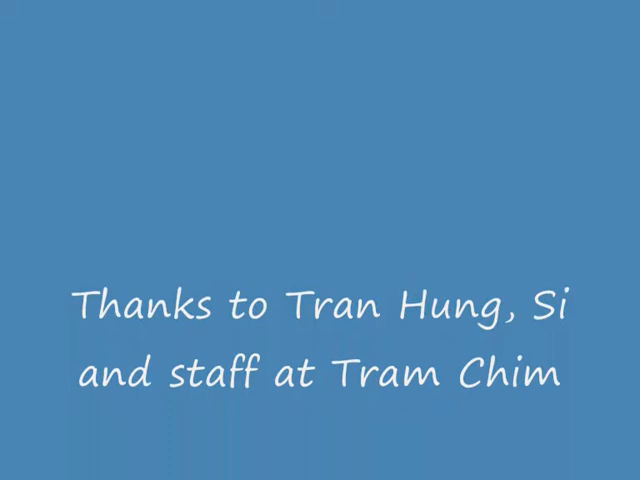 Thanks to Tran Hung, Si
and staff at Tram Chim